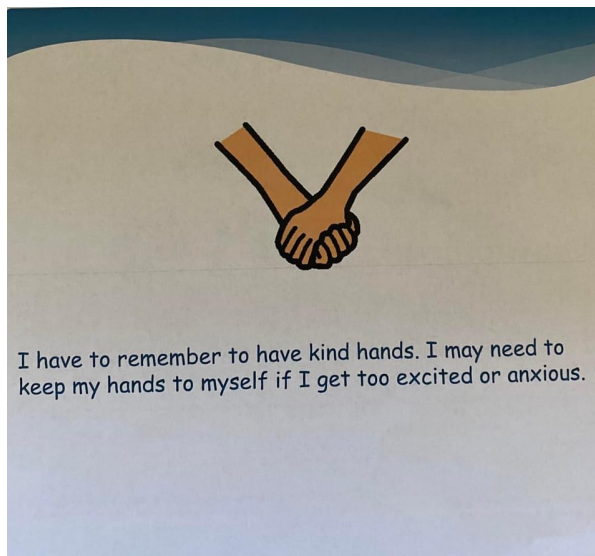 I have to remember to have kind hands. I may need to
keep my hands to myself if I get too excited or anxious.